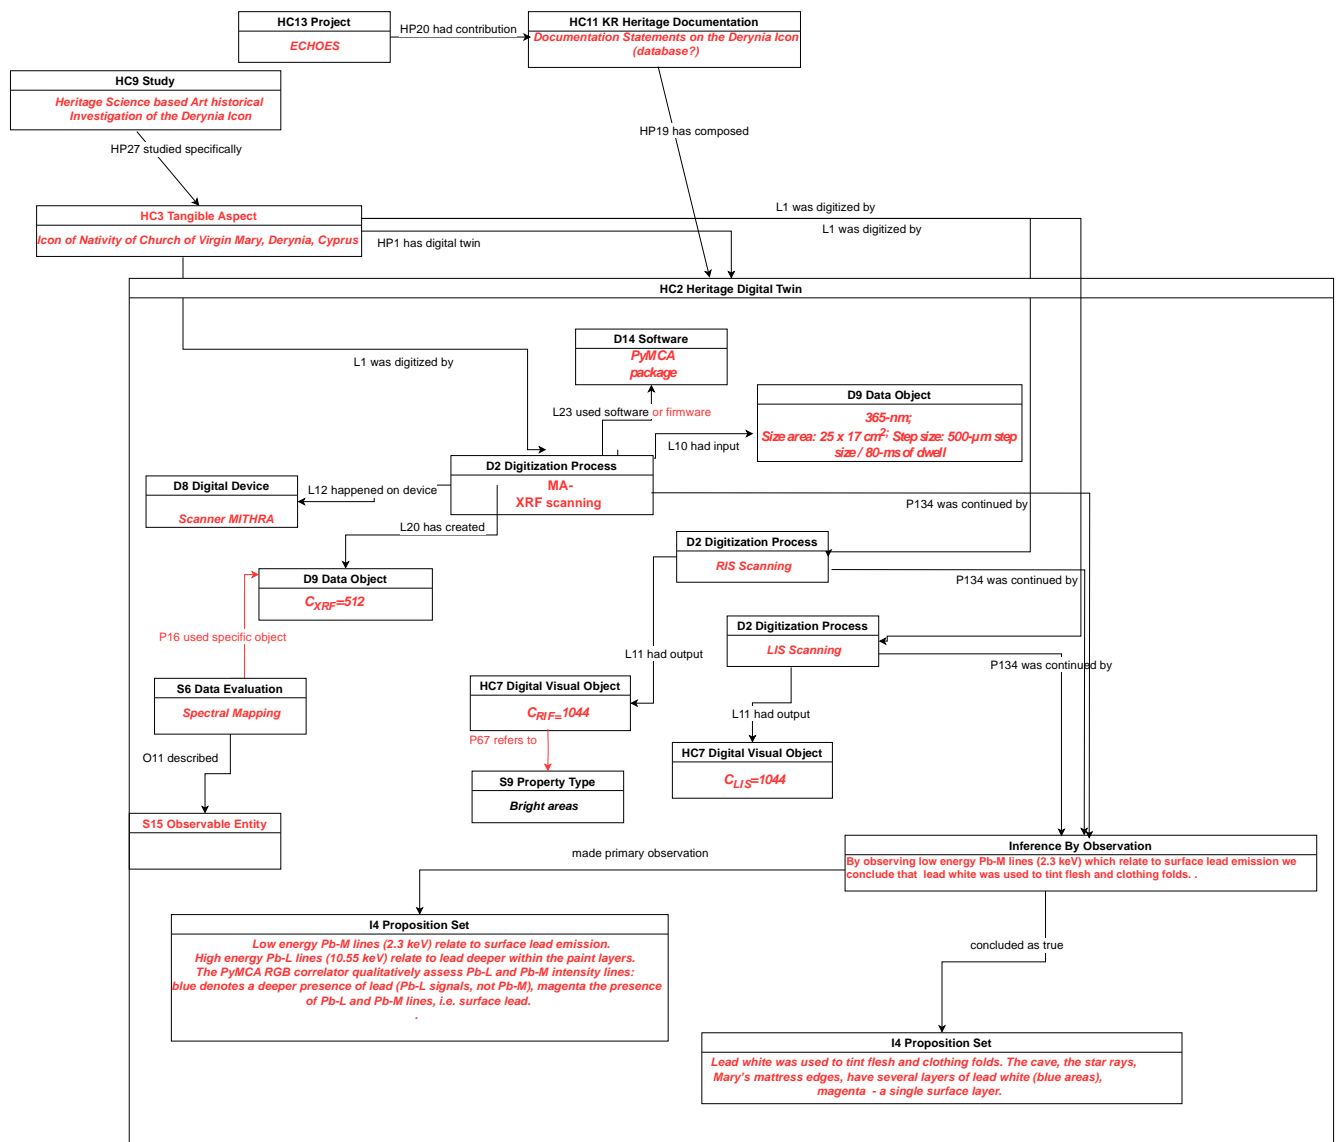 HC13 Project
ECHOES
HP20 had contribution
HC11 KR Heritage Documentation
Documentation Statements on the Derynia Icon
(database?)
HC9 Study
Heritage Science based Art historical
Investigation of the Derynia Icon
HP27 studied specifically
HP19 has composed
HC3 Tangible Aspect
Icon of Nativity of Church of Virgin Mary, Derynia, Cyprus
L1 was digitized by
L1 was digitized by
HP1 has digital twin
HC2 Heritage Digital Twin
D14 Software
PyMCA
package
L1 was digitized by
L23 used software or firmware
D9 Data Object
365-nm;
Size area: 25 x 17 cm²; Step size: 500-µm step
size / 80-ms of dwell
L10 had input
D2 Digitization Process
MA-
XRF scanning
D8 Digital Device
Scanner MITHRA
L12 happened on device
P134 was continued by
L20 has created
D2 Digitization Process
RIS Scanning
D9 Data Object
C_XRF=512
P134 was continued by
P16 used specific object
D2 Digitization Process
LIS Scanning
L11 had output
P134 was continued by
S6 Data Evaluation
Spectral Mapping
HC7 Digital Visual Object
C_RIF=1044
L11 had output
P67 refers to
O11 described
HC7 Digital Visual Object
C_LIS=1044
S9 Property Type
Bright areas
S15 Observable Entity
Inference By Observation
By observing low energy Pb-M lines (2.3 keV) which relate to surface lead emission we
conclude that lead white was used to tint flesh and clothing folds. .
made primary observation
I4 Proposition Set
Low energy Pb-M lines (2.3 keV) relate to surface lead emission.
High energy Pb-L lines (10.55 keV) relate to lead deeper within the paint layers.
The PyMCA RGB correlator qualitatively assess Pb-L and Pb-M intensity lines:
blue denotes a deeper presence of lead (Pb-L signals, not Pb-M), magenta the presence
of Pb-L and Pb-M lines, i.e. surface lead.
.
concluded as true
I4 Proposition Set
Lead white was used to tint flesh and clothing folds. The cave, the star rays,
Mary's mattress edges, have several layers of lead white (blue areas),
magenta - a single surface layer.